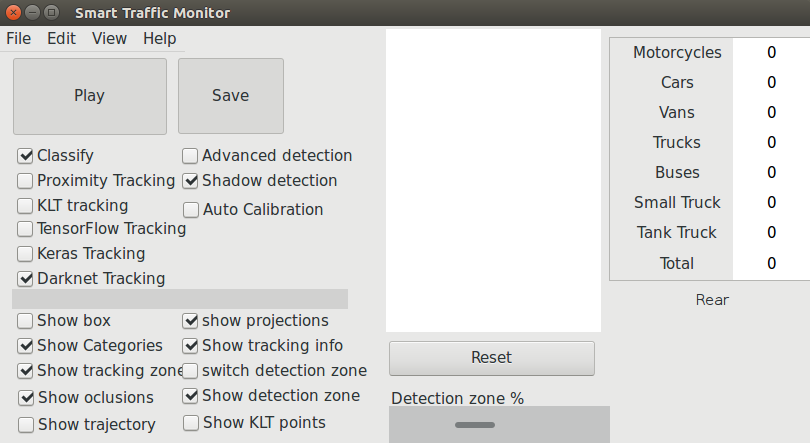 Smart Traffic Monitor
File Edit View Help
Play Save
Classify Advanced detection
Proximity Tracking Shadow detection
KLT tracking Auto Calibration
TensorFlow Tracking
Keras Tracking
Darknet Tracking
Show box show projections
Show Categories Show tracking info
Show tracking zone switch detection zone
Show oclusions Show detection zone
Show trajectory Show KLT points
Reset
Detection zone %
Motorcycles 0
Cars 0
Vans 0
Trucks 0
Buses 0
Small Truck 0
Tank Truck 0
Total 0
Rear